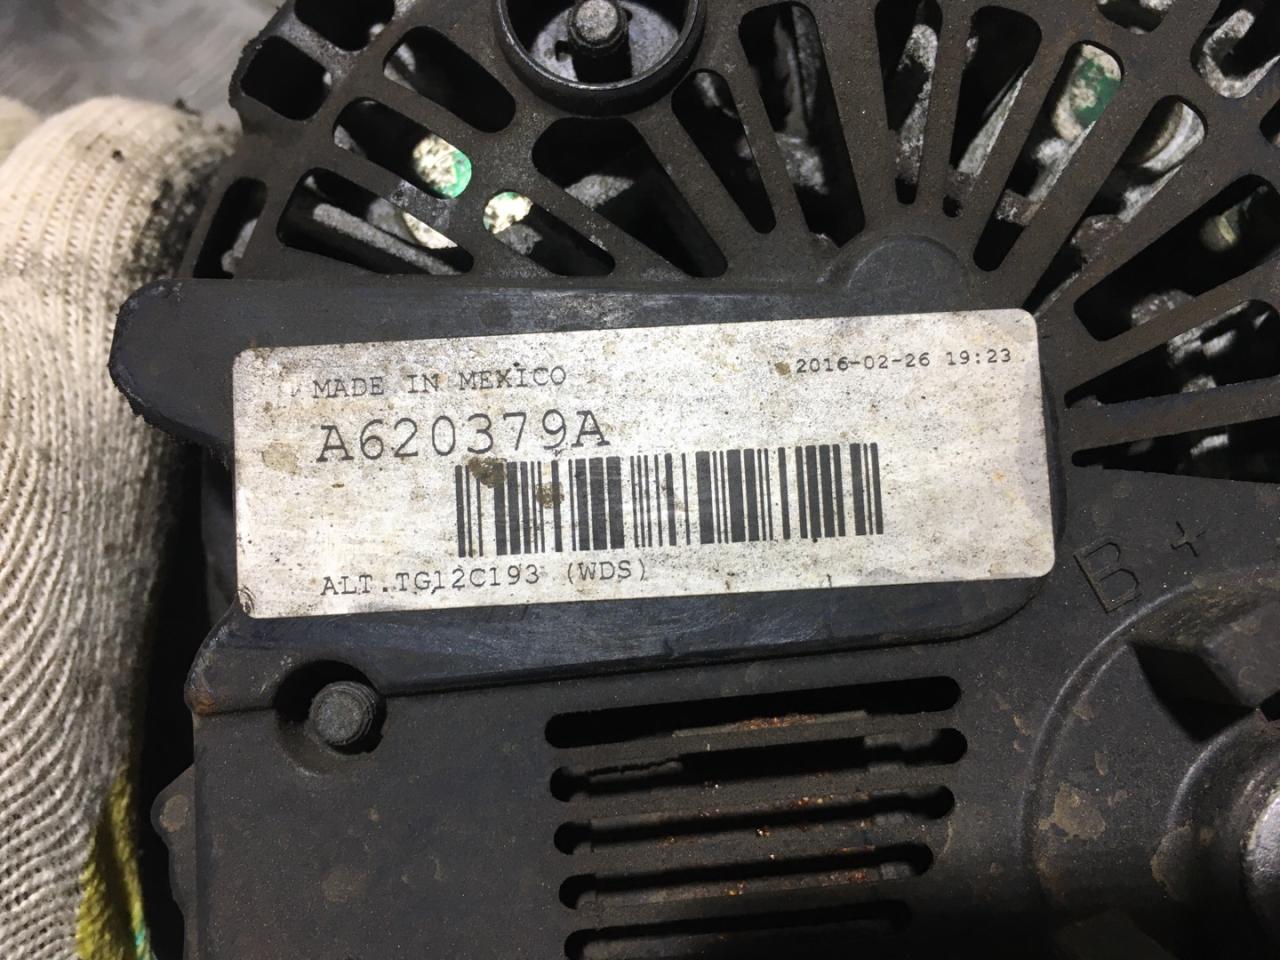 MADE IN MEXICO
2016-02-26 19:23
A620379A
ALT..TG12C193 (WDS)
B +